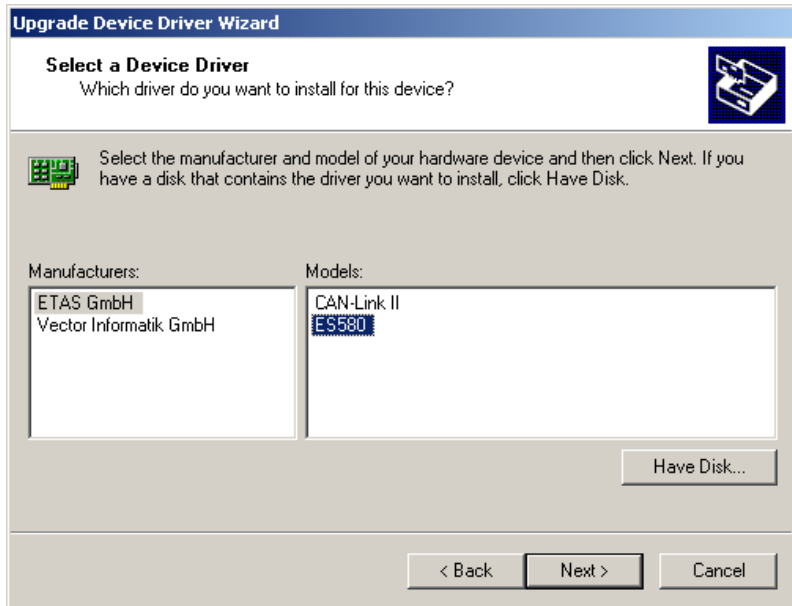 Upgrade Device Driver Wizard
Select a Device Driver
Which driver do you want to install for this device?
Select the manufacturer and model of your hardware device and then click Next. If you
have a disk that contains the driver you want to install, click Have Disk.
Manufacturers:
ETAS GmbH
Vector Informatik GmbH
Models:
CAN-Link II
ES580
Have Disk...
< Back
Next >
Cancel